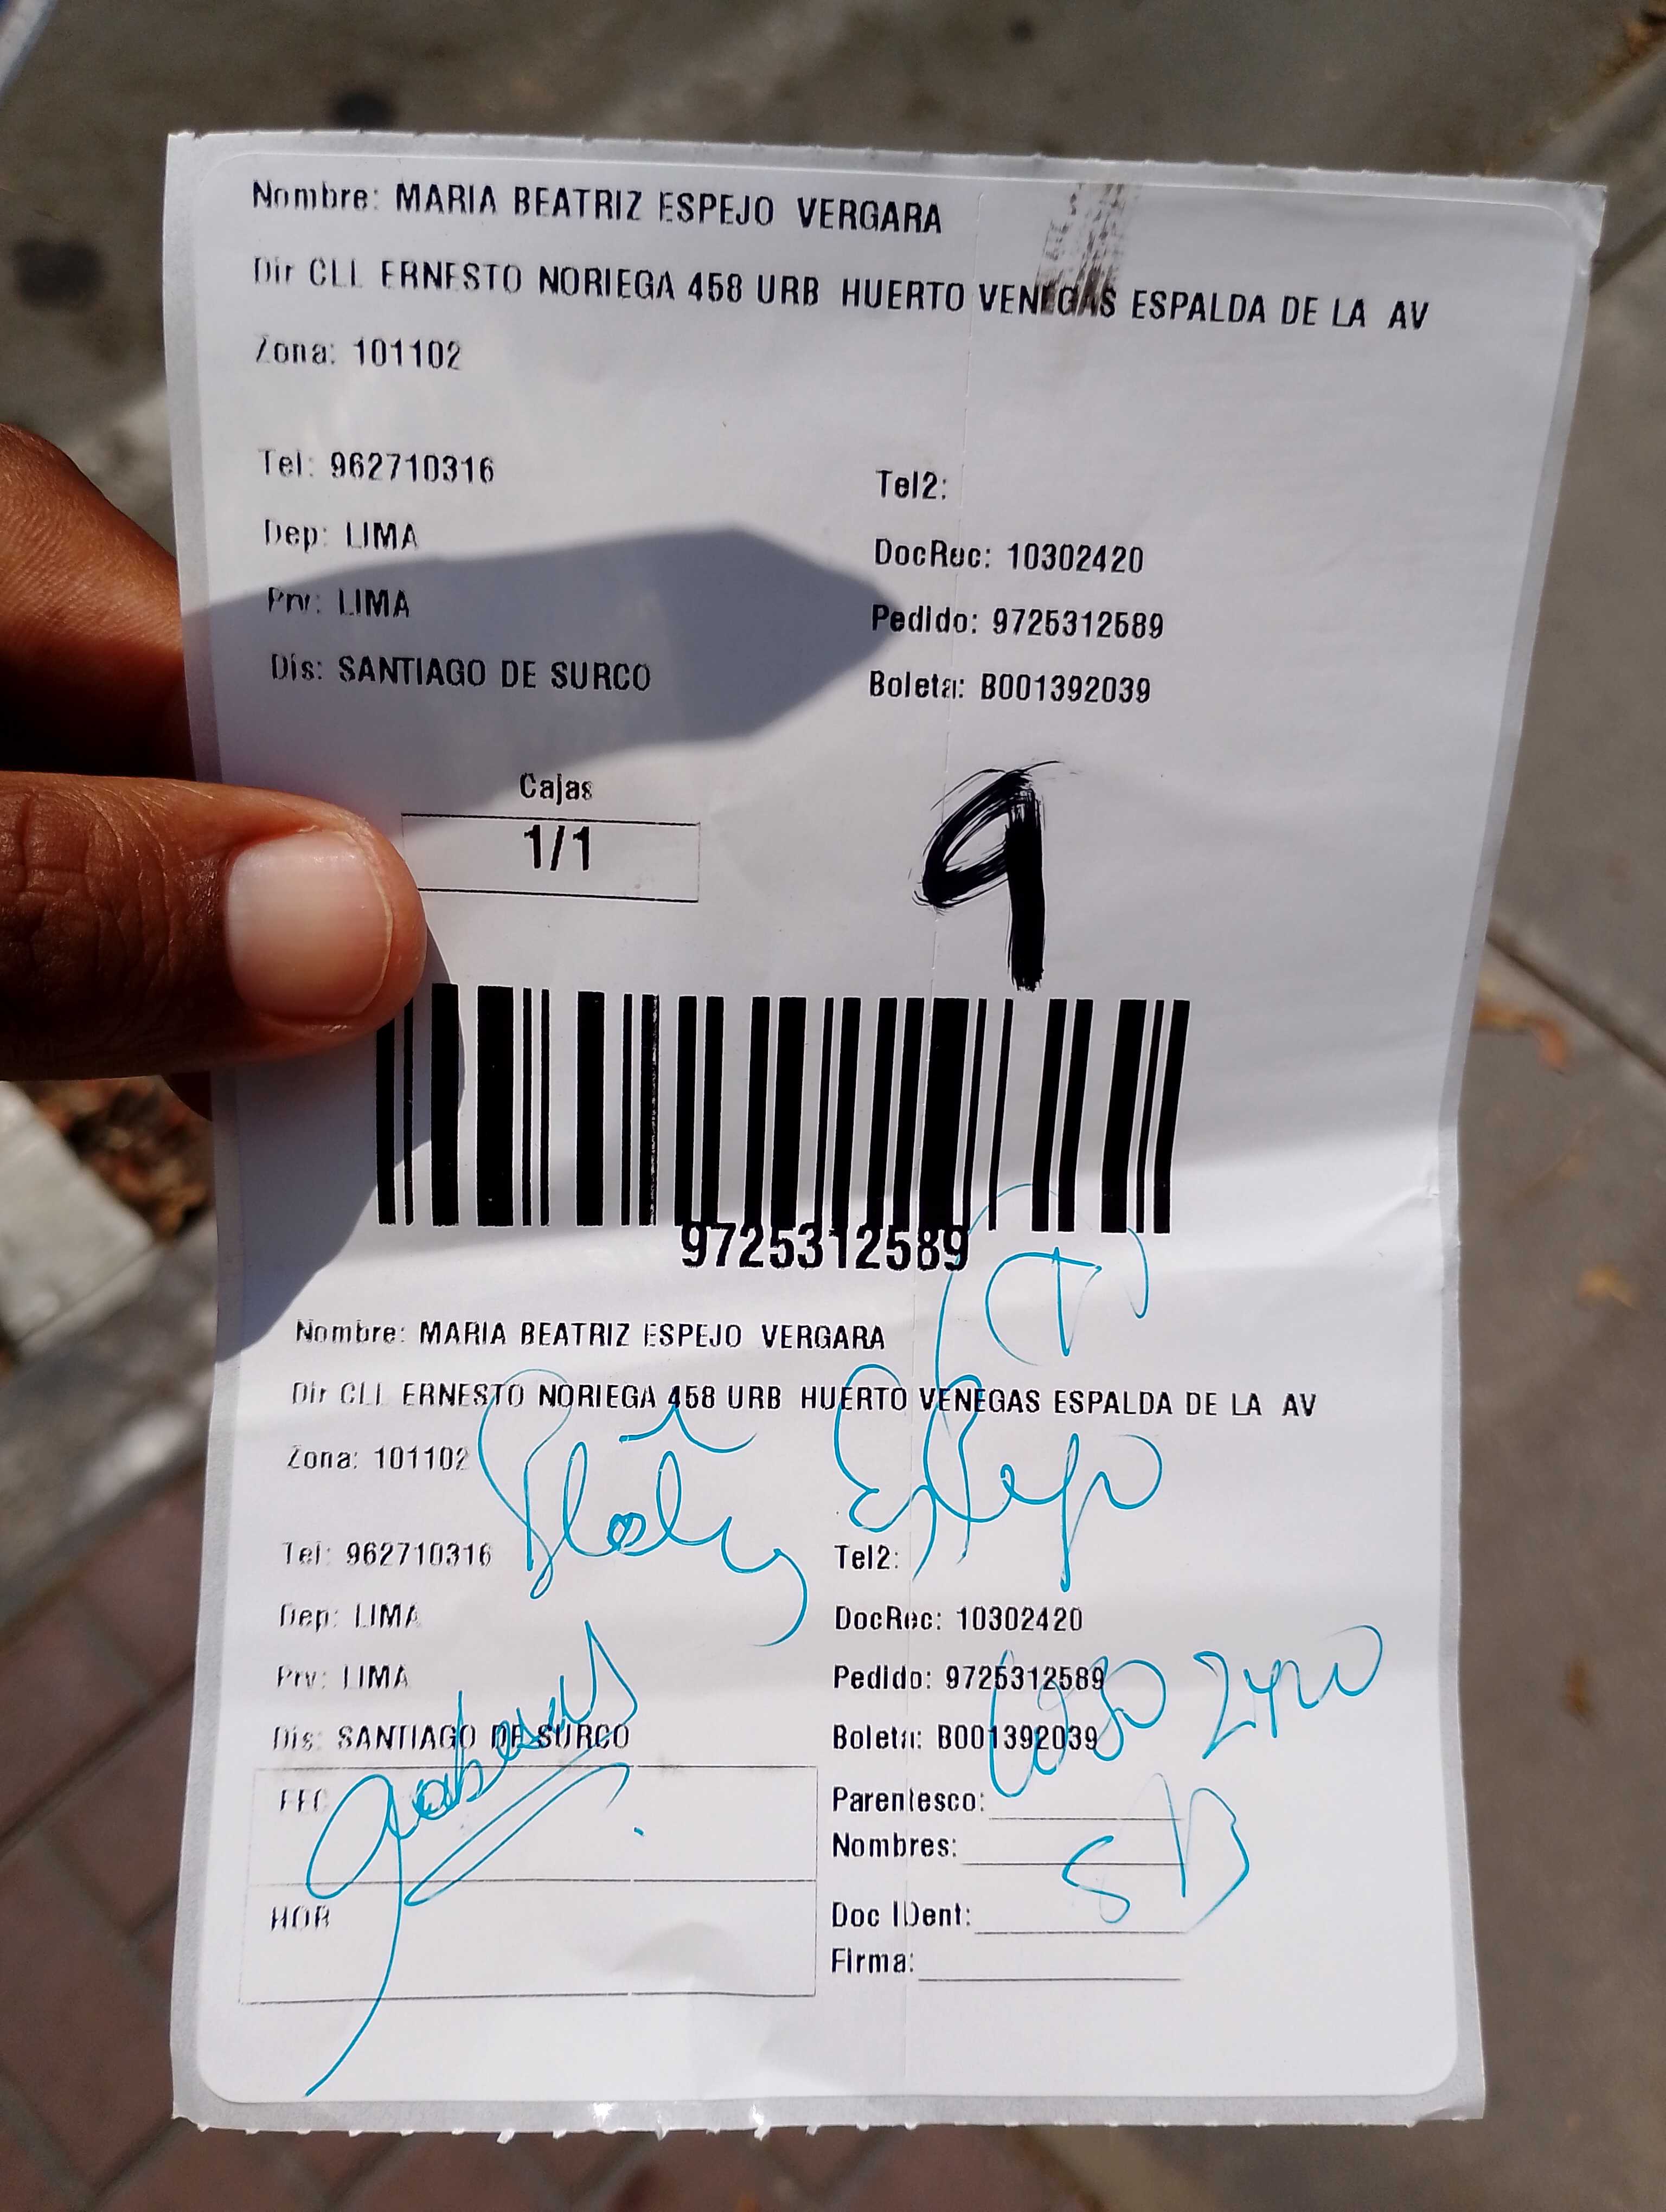 Nombre: MARIA BEATRIZ ESPEJO VERGARA
Dir CLL ERNESTO NORIEGA 458 URB HUERTO VENEGAS ESPALDA DE LA AV
Zona: 101102
Tel: 962710316 Tel2:
Dep: LIMA DocRec: 10302420
Prv: LIMA Pedido: 9725312589
Dis: SANTIAGO DE SURCO Boleta: B001392039
Cajas
1/1
9
9725312589
Nombre: MARIA BEATRIZ ESPEJO VERGARA
Dir CLL ERNESTO NORIEGA 458 URB HUERTO VENEGAS ESPALDA DE LA AV
Zona: 101102
Espejo
Tel: 962710316 Tel2:
Dep: LIMA DocRec: 10302420
Prv: LIMA Pedido: 9725312589
Dis: SANTIAGO DE SURCO Boleta: B001392039
FEC Parentesco:
Nombres:
HOR Doc IDent:
Firma: